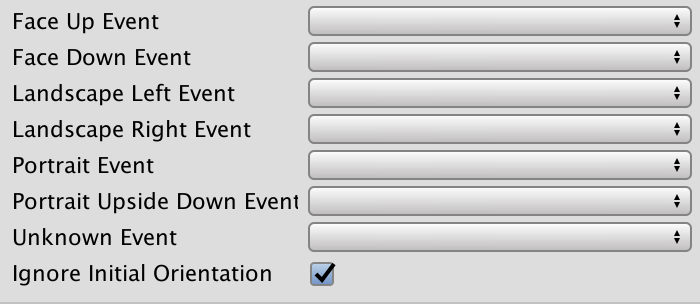 Face Up Event
Face Down Event
Landscape Left Event
Landscape Right Event
Portrait Event
Portrait Upside Down Event
Unknown Event
Ignore Initial Orientation